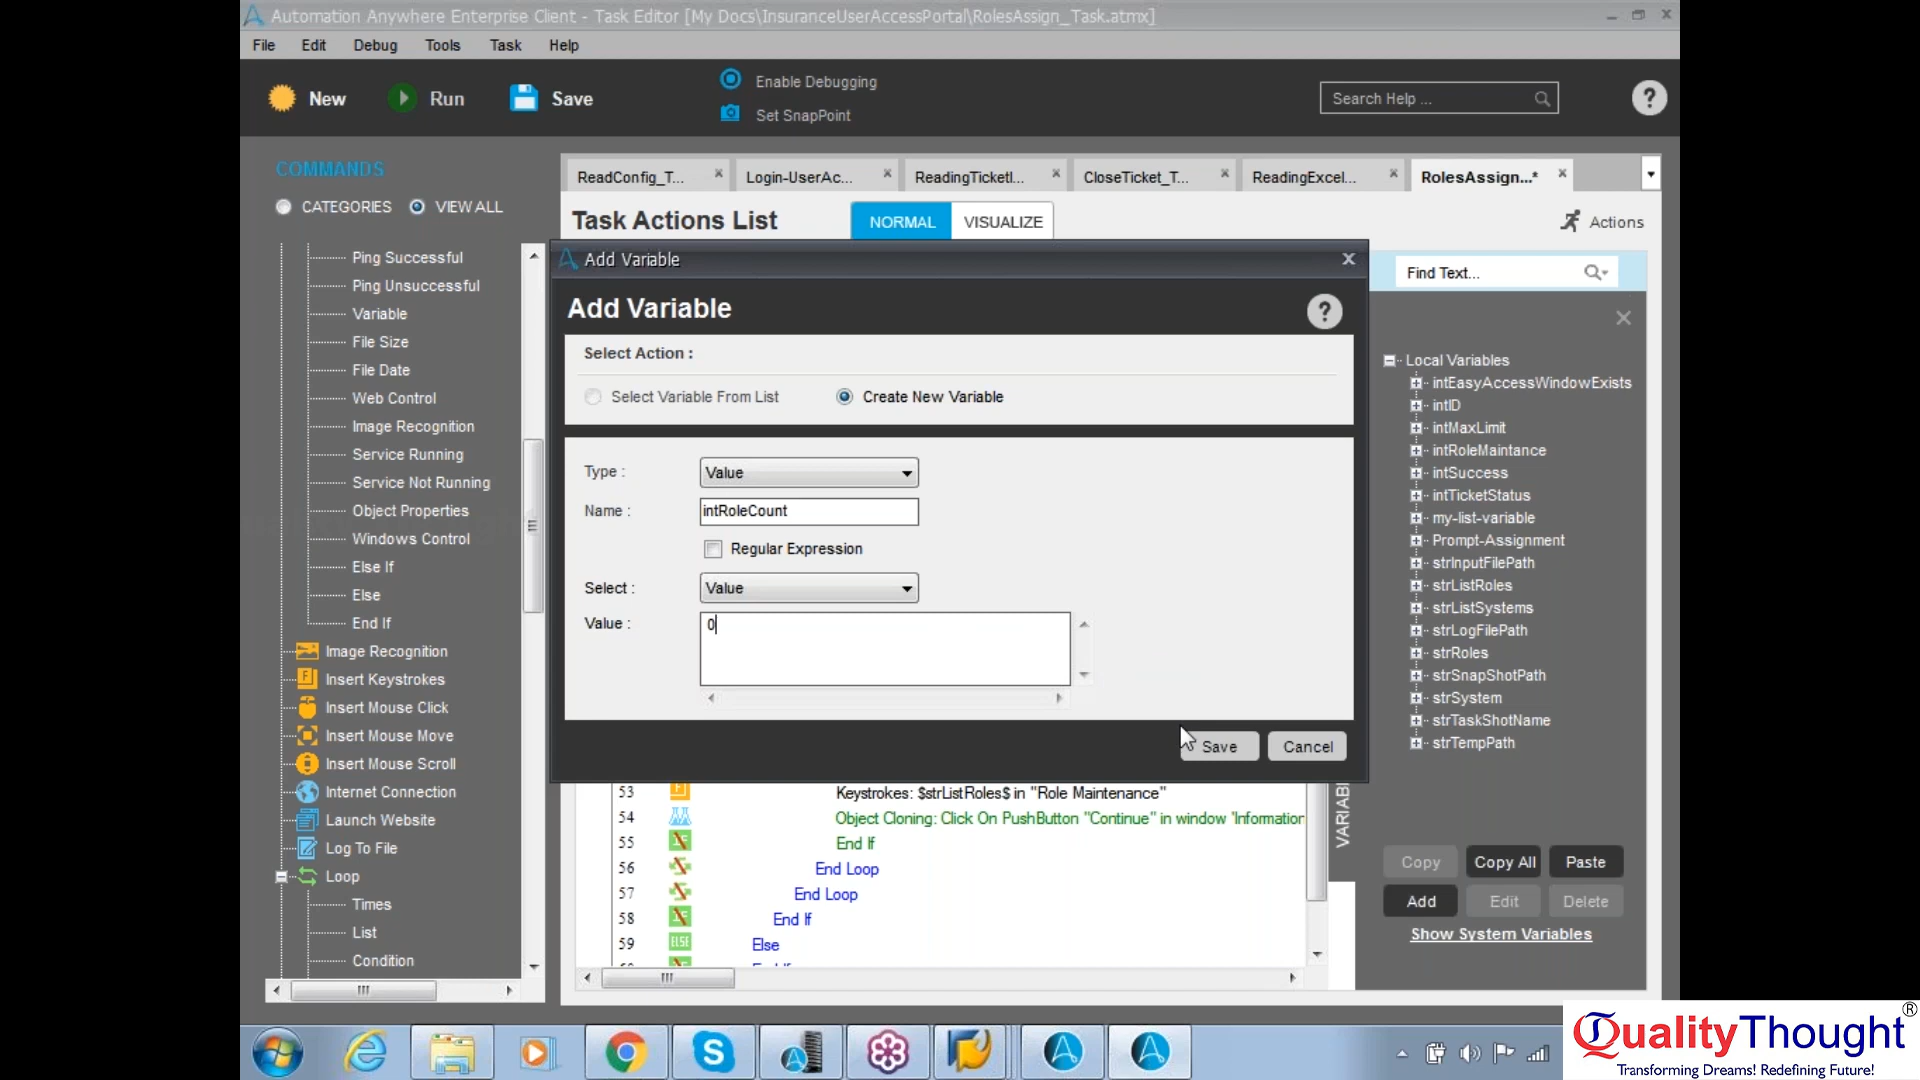 Automation Anywhere Enterprise Client - Task Editor [My Docs\InsuranceUserAccessPortal\RolesAssign_Task.atmx]
File Edit Debug Tools Task Help
New Run Save
Enable Debugging
Set SnapPoint
Search Help ...
?
COMMANDS
CATEGORIES VIEW ALL
Ping Successful
Ping Unsuccessful
Variable
File Size
File Date
Web Control
Image Recognition
Service Running
Service Not Running
Object Properties
Windows Control
Else If
Else
End If
Image Recognition
Insert Keystrokes
Insert Mouse Click
Insert Mouse Move
Insert Mouse Scroll
Internet Connection
Launch Website
Log To File
Loop
Times
List
Condition
ReadConfig_T... Login-UserAc... ReadingTicketI... CloseTicket_T... ReadingExcel... RolesAssign...*
Task Actions List
NORMAL VISUALIZE
Actions
Find Text...
Add Variable
Add Variable
?
Select Action :
Select Variable From List Create New Variable
Type : Value
Name : intRoleCount
Regular Expression
Select : Value
Value : 0
Save Cancel
53 Keystrokes: $strListRoles$ in "Role Maintenance"
54 Object Cloning: Click On PushButton "Continue" in window 'Information
55 End If
56 End Loop
57 End Loop
58 End If
59 ELSE Else
Local Variables
intEasyAccessWindowExists
intID
intMaxLimit
intRoleMaintance
intSuccess
intTicketStatus
my-list-variable
Prompt-Assignment
strInputFilePath
strListRoles
strListSystems
strLogFilePath
strRoles
strSnapShotPath
strSystem
strTaskShotName
strTempPath
Copy Copy All Paste
Add Edit Delete
Show System Variables
QualityThought®
Transforming Dreams! Redefining Future!